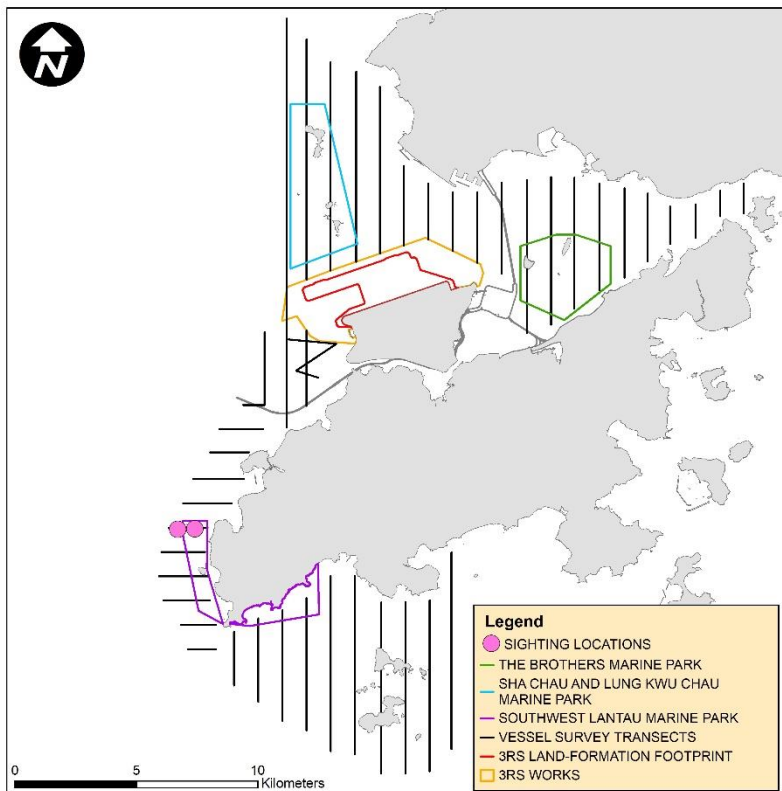 N
Legend
SIGHTING LOCATIONS
THE BROTHERS MARINE PARK
SHA CHAU AND LUNG KWU CHAU
MARINE PARK
SOUTHWEST LANTAU MARINE PARK
VESSEL SURVEY TRANSECTS
3RS LAND-FORMATION FOOTPRINT
3RS WORKS
0 5 10
Kilometers